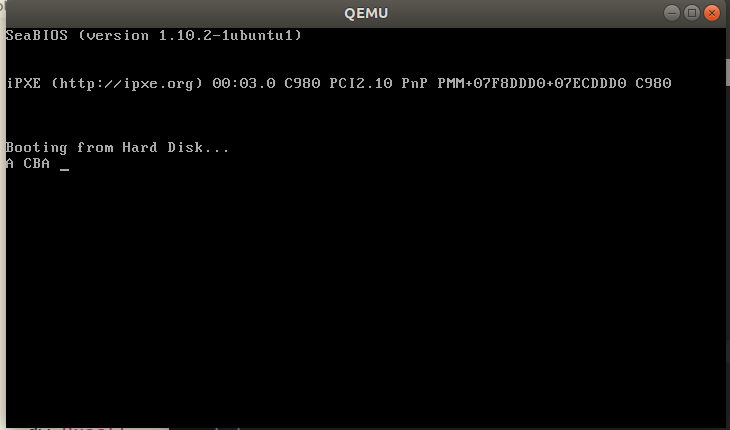 QEMU
SeaBIOS (version 1.10.2-1ubuntu1)
iPXE (http://ipxe.org) 00:03.0 C980 PCI2.10 PnP PMM+07F8DDD0+07ECDDD0 C980
Booting from Hard Disk...
A CBA _